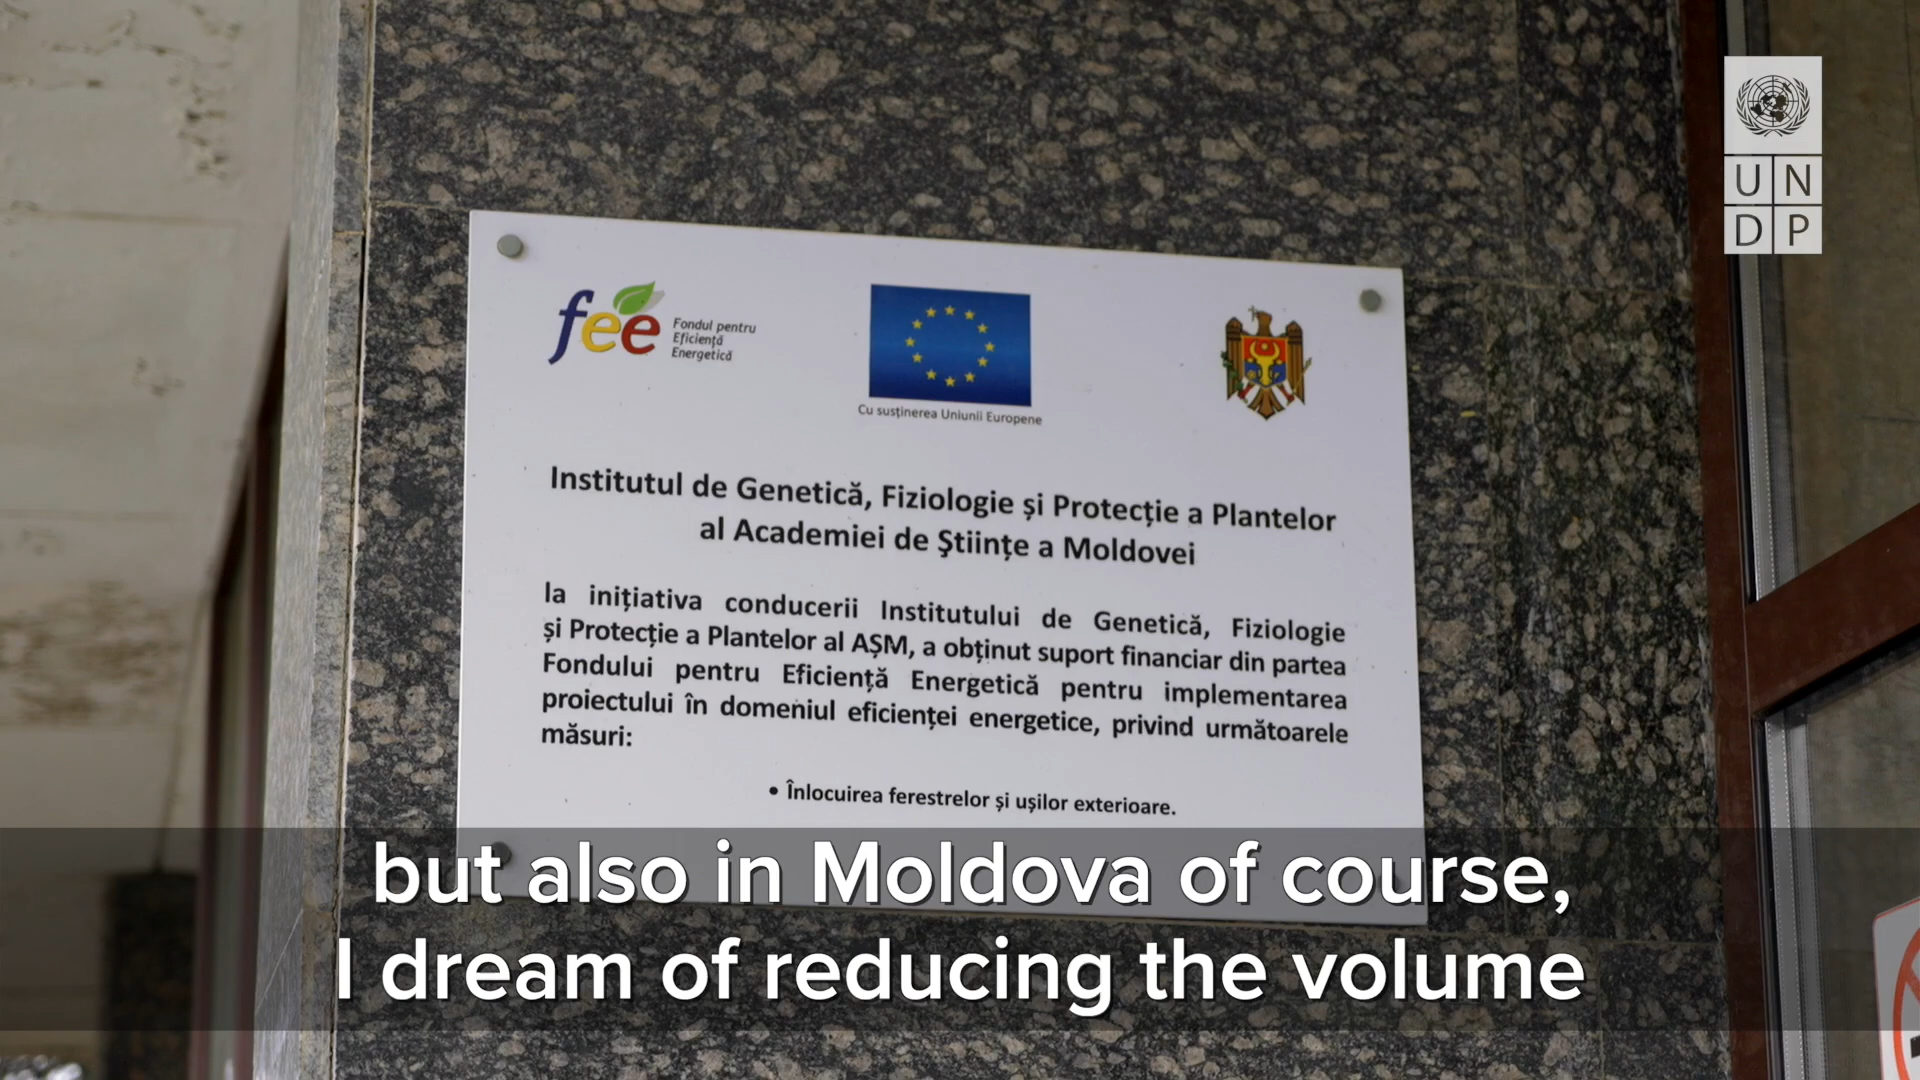 UN
DP
fee
Fondul pentru
Eficiență
Energetică
Cu susținerea Uniunii Europene
Institutul de Genetică, Fiziologie și Protecție a Plantelor
al Academiei de Ştiințe a Moldovei
la inițiativa conducerii Institutului de Genetică, Fiziologie
și Protecție a Plantelor al AȘM, a obținut suport financiar din partea
Fondului pentru Eficiență Energetică pentru implementarea
proiectului în domeniul eficienței energetice, privind următoarele
măsuri:
• Înlocuirea ferestrelor și ușilor exterioare.
but also in Moldova of course,
I dream of reducing the volume